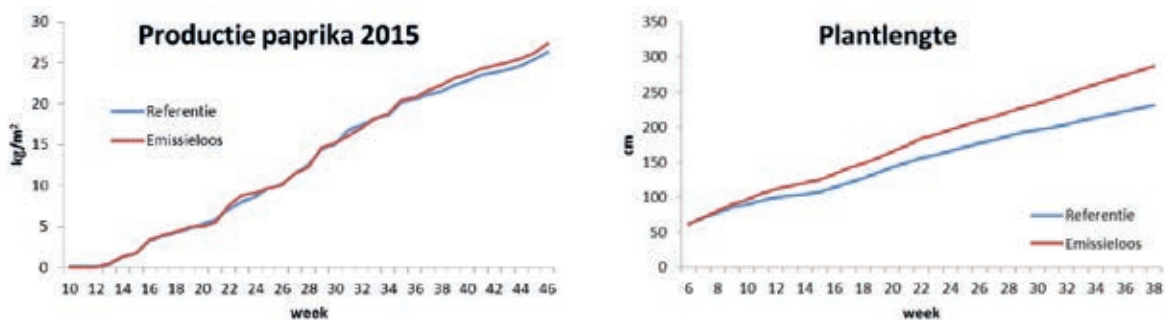 Productie paprika 2015
30
25
20
15
10
5
0
kg/m²
Referentie
Emissieloos
10 12 14 16 18 20 22 24 26 28 30 32 34 36 38 40 42 44 46
week
Plantlengte
350
300
250
200
150
100
50
0
cm
Referentie
Emissieloos
6 8 10 12 14 16 18 20 22 24 26 28 30 32 34 36 38
week